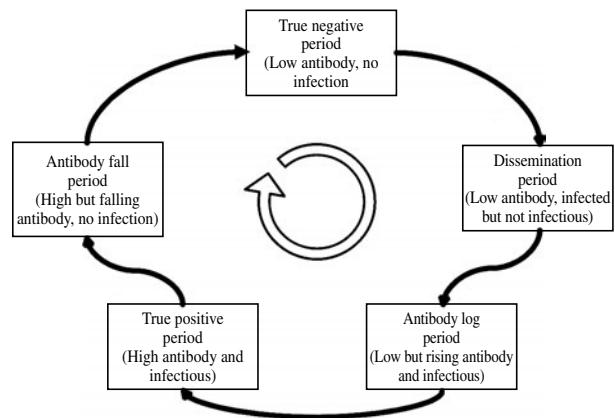 True negative
period
(Low antibody, no
infection
Dissemination
period
(Low antibody, infected
but not infectious)
Antibody log
period
(Low but rising antibody
and infectious)
True positive
period
(High antibody and
infectious)
Antibody fall
period
(High but falling
antibody, no infection)